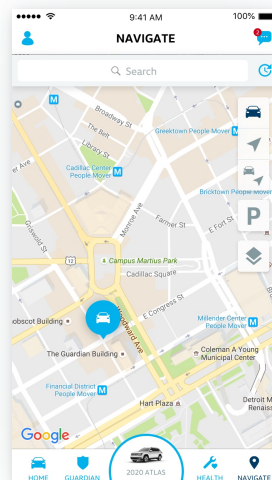 9:41 AM
100%
2
NAVIGATE
Search
M
Broadway St
The Belt
Library St
Greektown People Mover M
Cadillac Center
People Mover M
Bricktown People Mover
Griswold St
Monroe Ave
Farmer St
E Fort St
P
12
Campus Martius Park
Cadillac Square
E Congress St
Woodward Ave
obscot Building
Millender Center
People Mover M
The Guardian Building
Coleman A Young
Municipal Center
Financial District
People Mover M
Hart Plaza
Detroit M
Renaiss
Google
2020 ATLAS
HOME
GUARDIAN
HEALTH
NAVIGATE